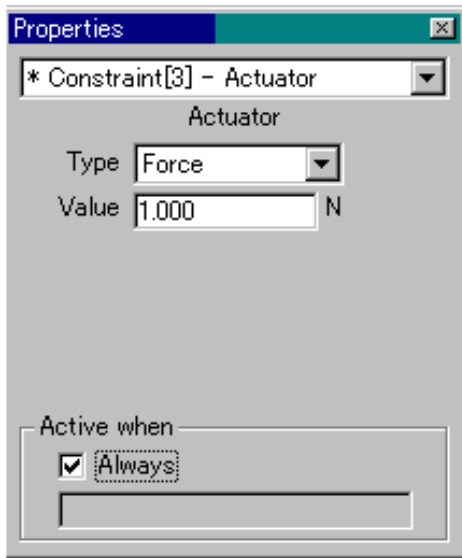 Properties
* Constraint[3] - Actuator
Actuator
Type Force
Value 1.000 N
Active when
Always